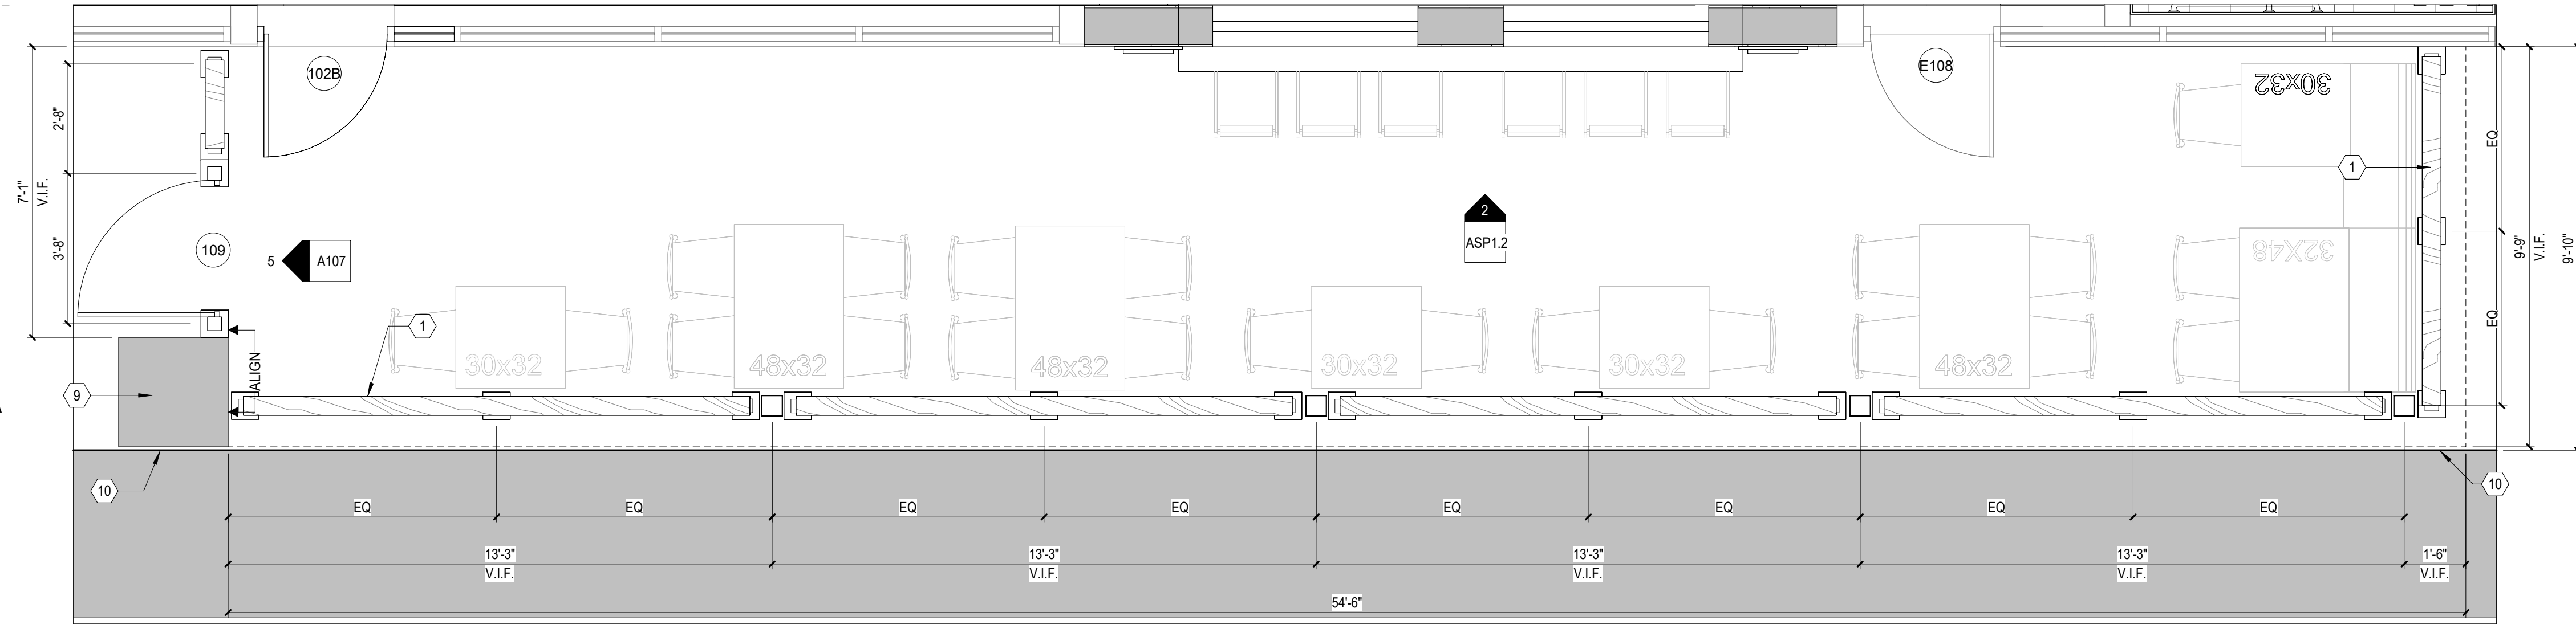 102B
E108
30x32
2'-8"
7'-1"
V.I.F.
3'-8"
109
5
A107
2
ASP1.2
1
EQ
9'-9"
V.I.F.
9'-10"
32X48
1
EQ
ALIGN
30x32
48x32
48x32
30x32
30x32
48x32
9
10
10
EQ
EQ
EQ
EQ
EQ
EQ
EQ
EQ
13'-3"
V.I.F.
13'-3"
V.I.F.
13'-3"
V.I.F.
13'-3"
V.I.F.
1'-6"
V.I.F.
54'-6"